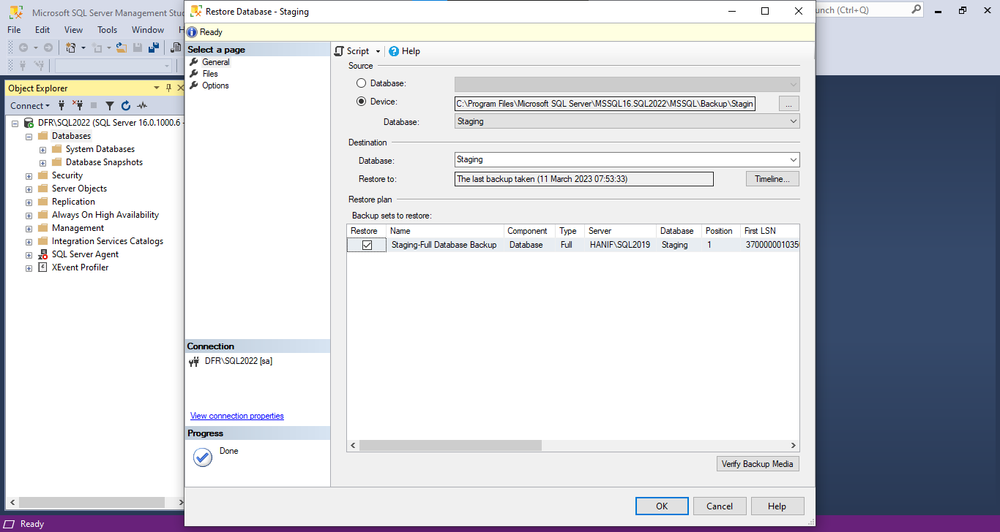 Microsoft SQL Server Management Stud
Restore Database - Staging
unch (Ctrl+Q)
File Edit View Tools Window H
Ready
Select a page
General
Files
Options
Script Help
Source
Database:
Device: C:\Program Files\Microsoft SQL Server\MSSQL16.SQL2022\MSSQL\Backup\Stagin ...
Database: Staging
Destination
Database: Staging
Restore to: The last backup taken (11 March 2023 07:53:33) Timeline...
Restore plan
Backup sets to restore:
Restore Name Component Type Server Database Position First LSN
Staging-Full Database Backup Database Full HANIF\SQL2019 Staging 1 3700000001035
Verify Backup Media
Connection
DFR\SQL2022 [sa]
View connection properties
Progress
Done
OK Cancel Help
Object Explorer
Connect
DFR\SQL2022 (SQL Server 16.0.1000.6 -
Databases
System Databases
Database Snapshots
Security
Server Objects
Replication
Always On High Availability
Management
Integration Services Catalogs
SQL Server Agent
XEvent Profiler
Ready